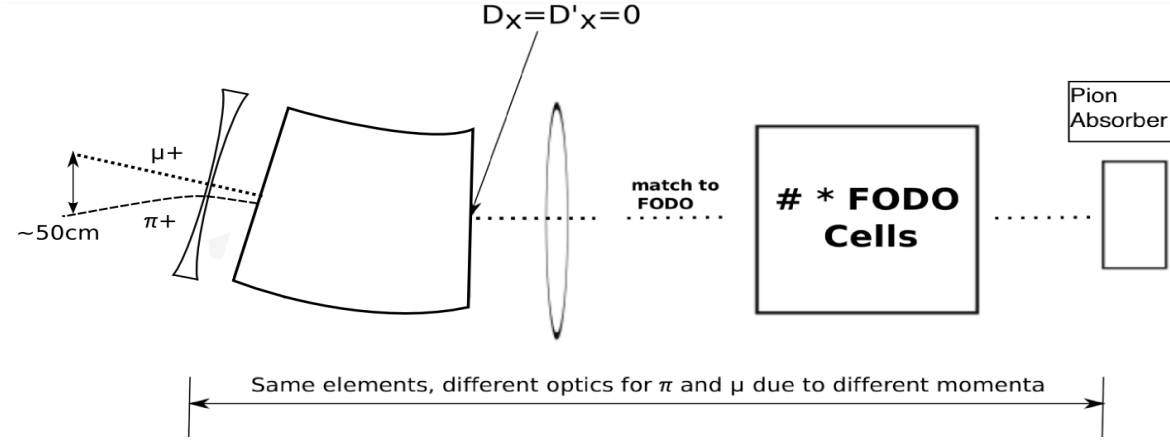 Dx=D'x=0
Pion
Absorber
μ+
match to
FODO
# * FODO
Cells
π+
~50cm
Same elements, different optics for π and μ due to different momenta